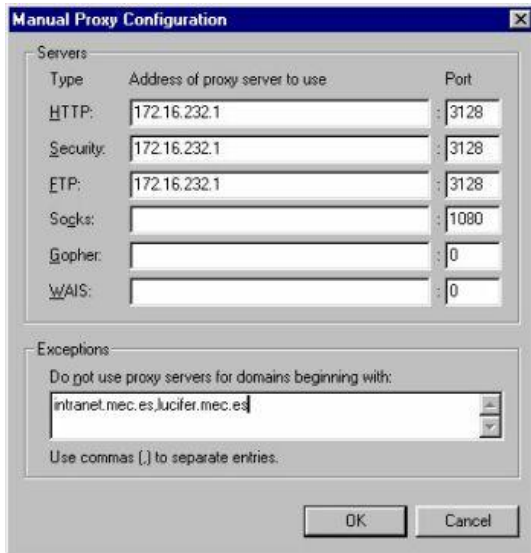 Manual Proxy Configuration
Servers
Type Address of proxy server to use Port
HTTP: 172.16.232.1 : 3128
Security: 172.16.232.1 : 3128
FTP: 172.16.232.1 : 3128
Socks: : 1080
Gopher: : 0
WAIS: : 0
Exceptions
Do not use proxy servers for domains beginning with:
intranet.mec.es,lucifer.mec.es
Use commas (,) to separate entries.
OK Cancel